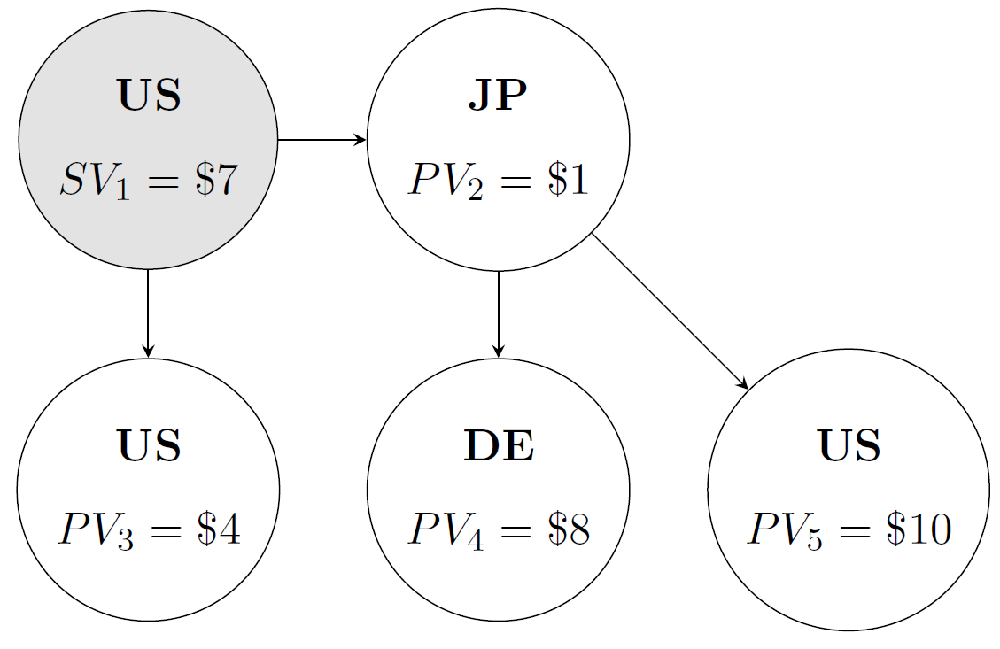 US
SV₁ = $7
JP
PV₂ = $1
US
PV₃ = $4
DE
PV₄ = $8
US
PV₅ = $10